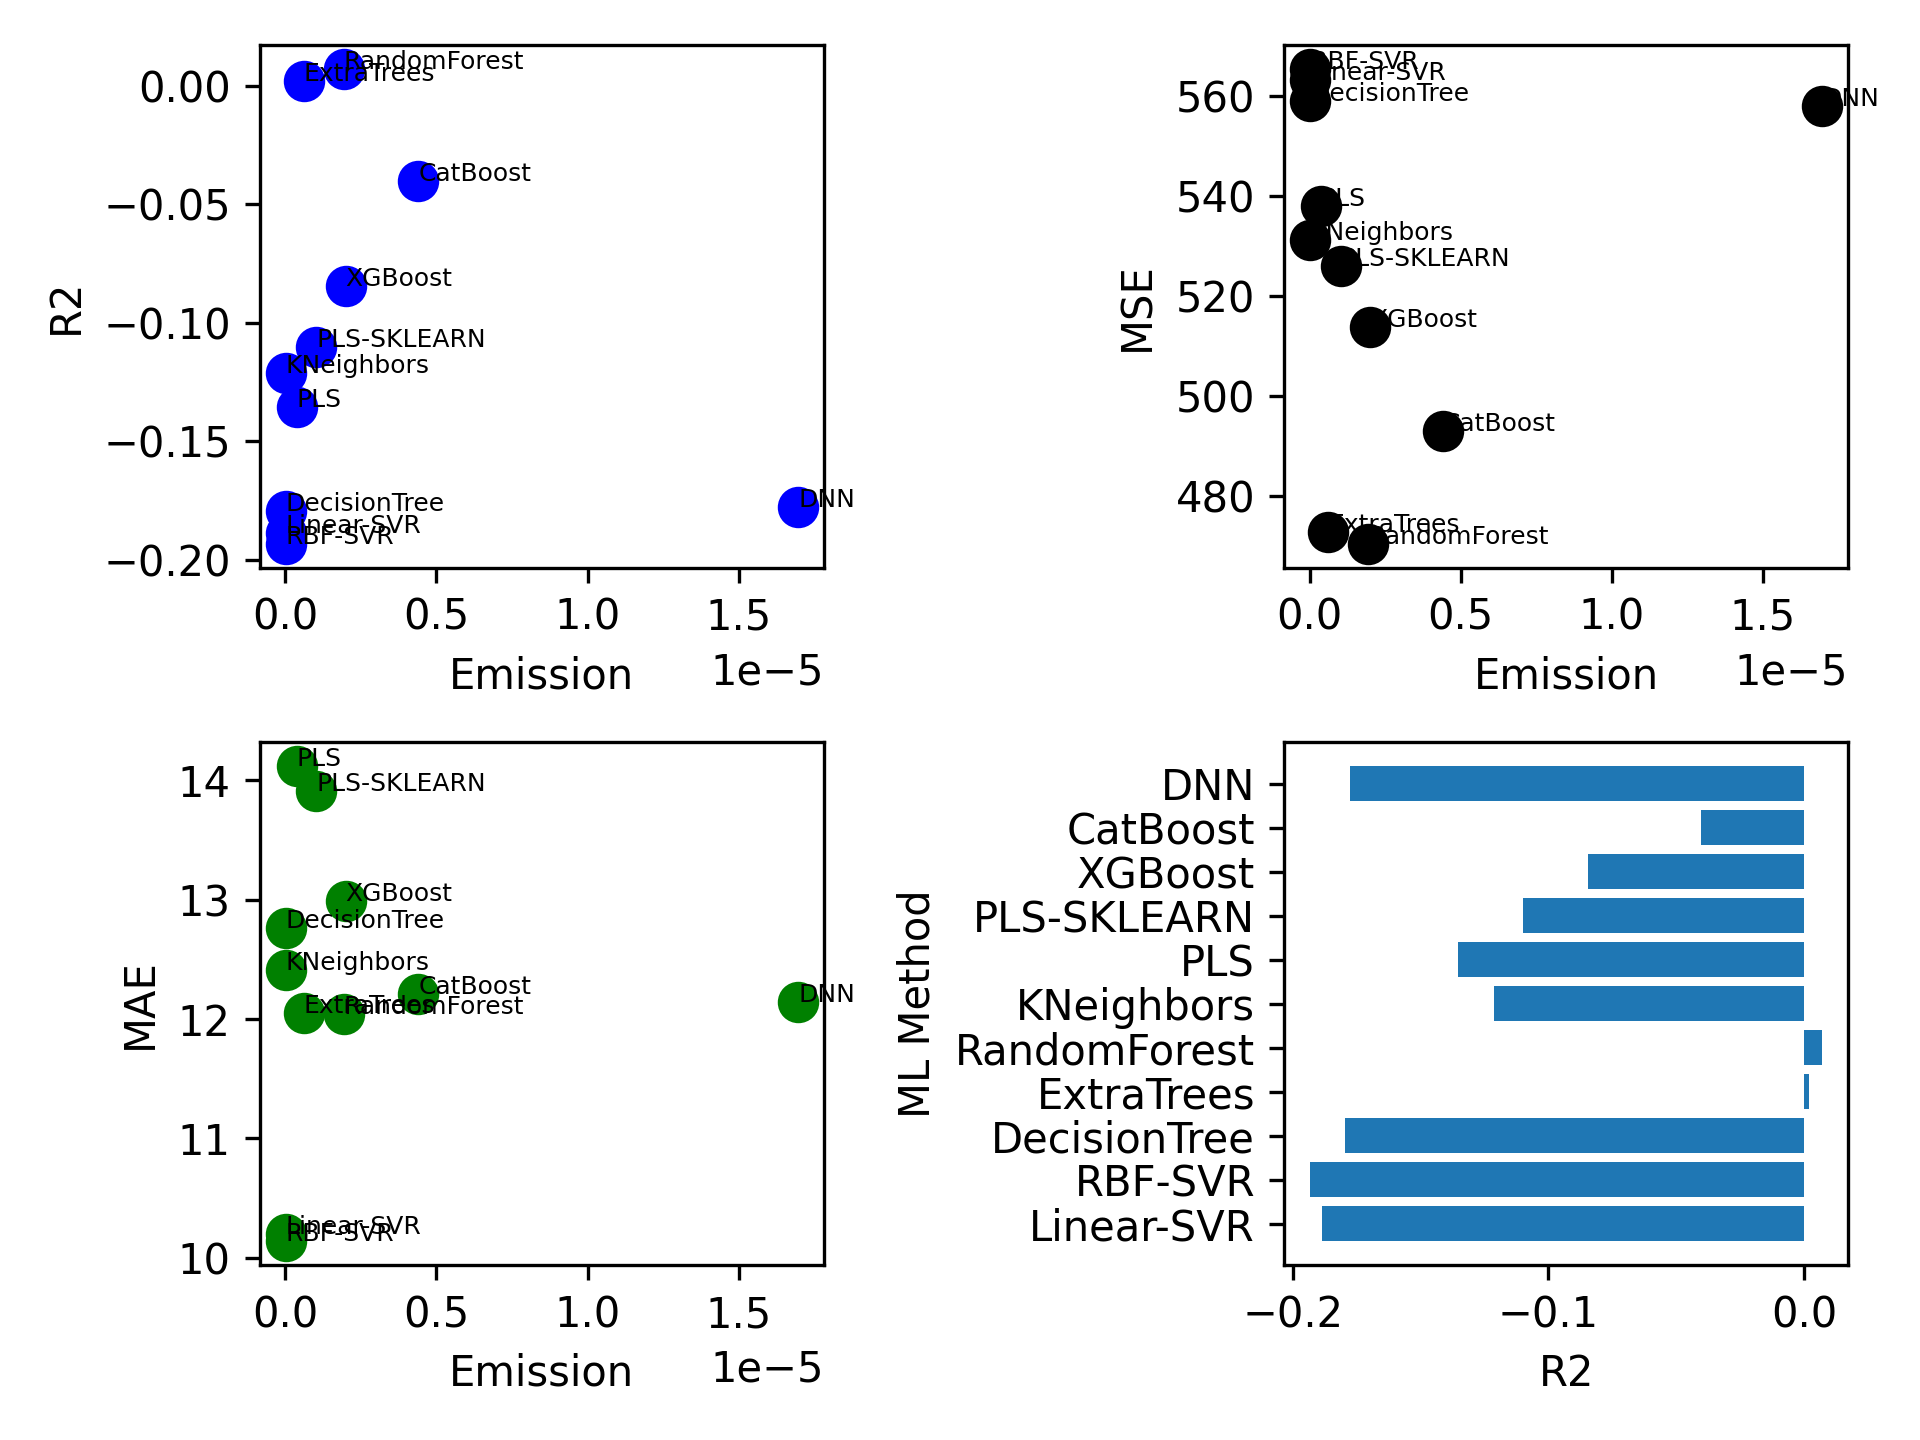 R2
0.00
−0.05
−0.10
−0.15
−0.20
RandomForest
ExtraTrees
CatBoost
XGBoost
PLS-SKLEARN
KNeighbors
PLS
DecisionTree
Linear-SVR
RBF-SVR
DNN
0.0 0.5 1.0 1.5
Emission
1e−5
MSE
560
540
520
500
480
RBF-SVR
Linear-SVR
DecisionTree
DNN
PLS
KNeighbors
PLS-SKLEARN
XGBoost
CatBoost
ExtraTrees
RandomForest
0.0 0.5 1.0 1.5
Emission
1e−5
MAE
14
13
12
11
10
PLS
PLS-SKLEARN
XGBoost
DecisionTree
KNeighbors
CatBoost
DNN
ExtraTrees
RandomForest
Linear-SVR
RBF-SVR
0.0 0.5 1.0 1.5
Emission
1e−5
ML Method
DNN
CatBoost
XGBoost
PLS-SKLEARN
PLS
KNeighbors
RandomForest
ExtraTrees
DecisionTree
RBF-SVR
Linear-SVR
−0.2 −0.1 0.0
R2